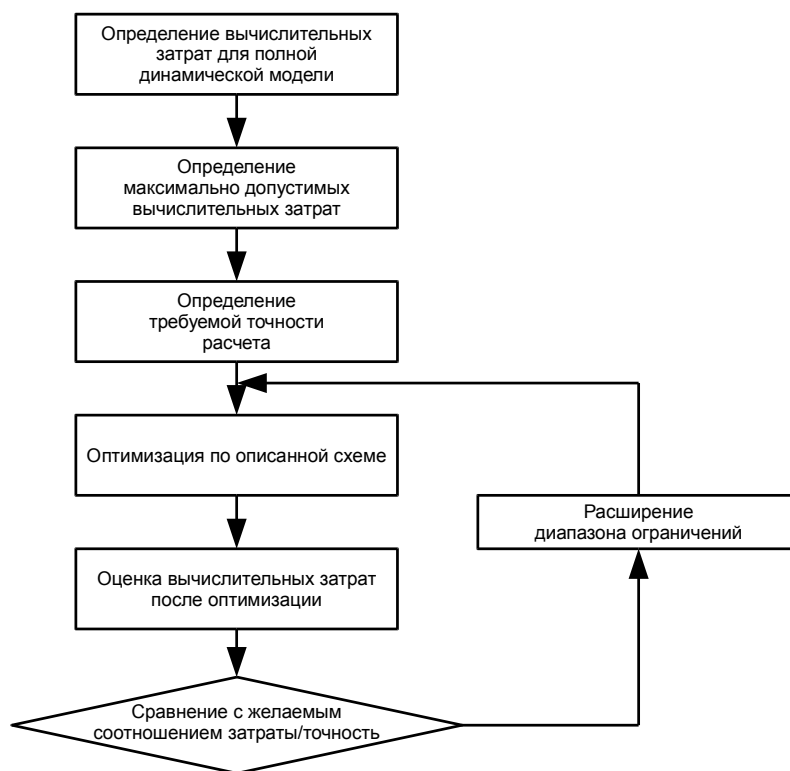 Определение вычислительных
затрат для полной
динамической модели
Определение
максимально допустимых
вычислительных затрат
Определение
требуемой точности
расчета
Оптимизация по описанной схеме
Расширение
диапазона ограничений
Оценка вычислительных затрат
после оптимизации
Сравнение с желаемым
соотношением затраты/точность